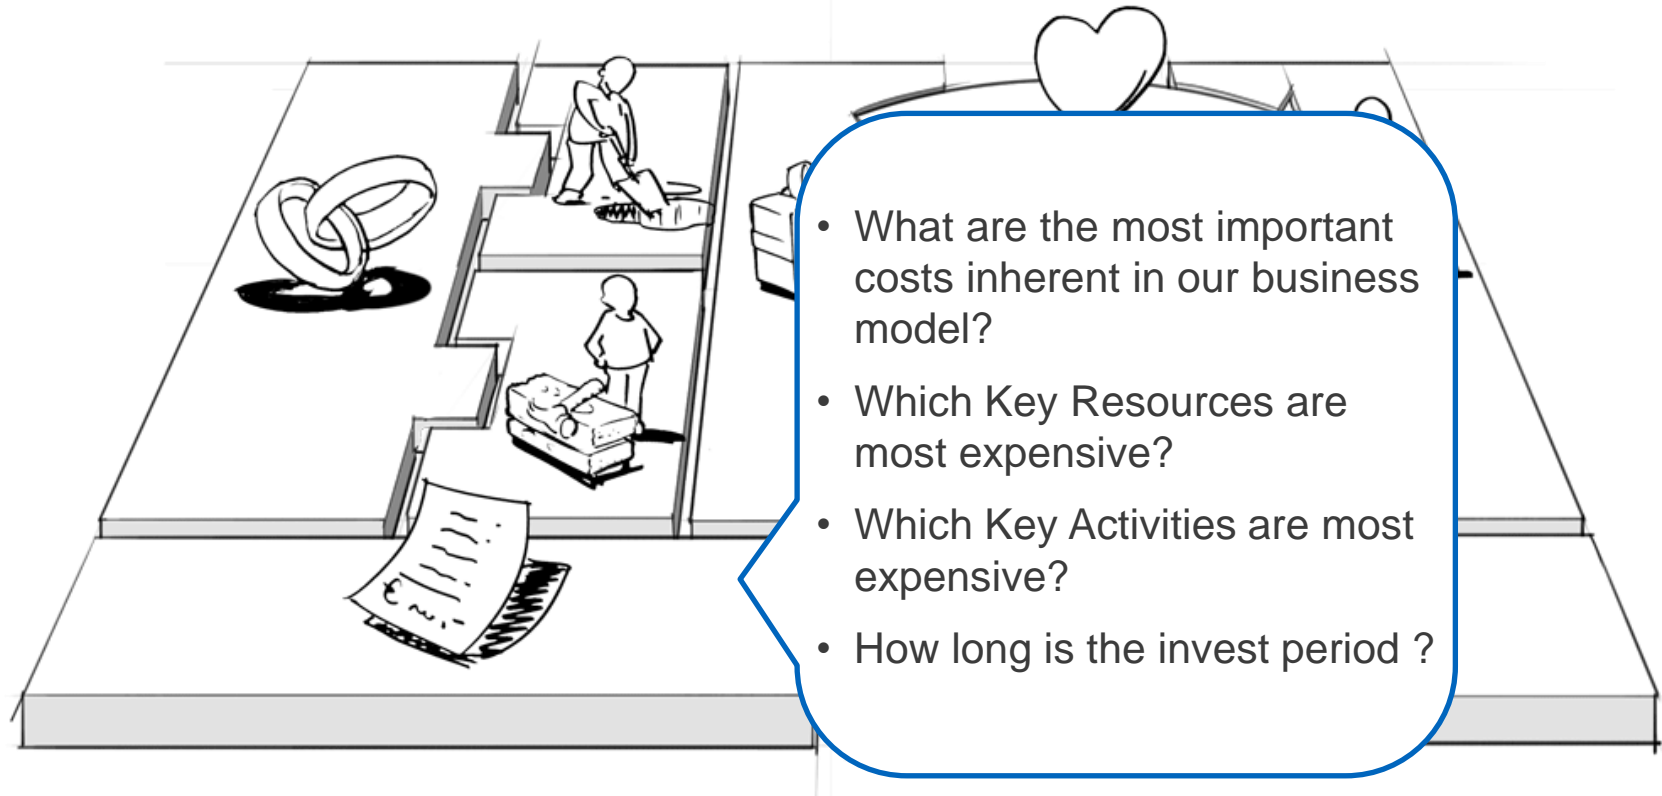 • What are the most important
costs inherent in our business
model?
• Which Key Resources are
most expensive?
• Which Key Activities are most
expensive?
• How long is the invest period ?
€